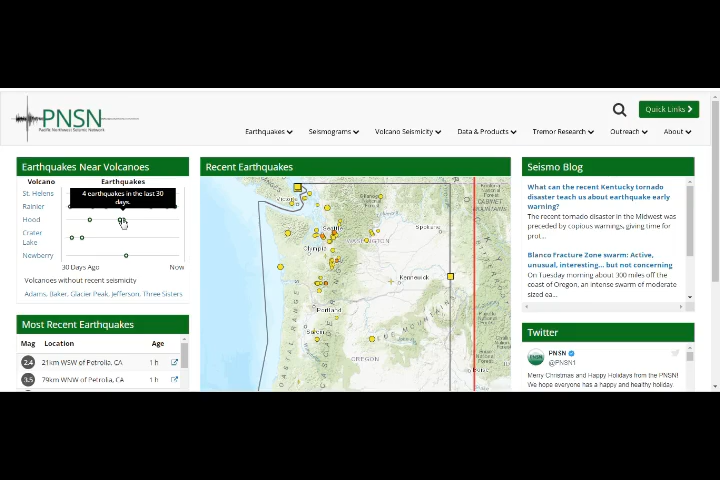 PNSN
Pacific Northwest Seismic Network
Quick Links
Earthquakes
Seismograms
Volcano Seismicity
Data & Products
Tremor Research
Outreach
About
Earthquakes Near Volcanoes
Volcano
Earthquakes
St. Helens
4 earthquakes in the last 30
days.
Rainier
Hood
Crater
Lake
Newberry
30 Days Ago
Now
Volcanoes without recent seismicity
Adams, Baker, Glacier Peak, Jefferson, Three Sisters
Most Recent Earthquakes
Mag
Location
Age
2.4
21km WSW of Petrolia, CA
1 h
3.5
79km WNW of Petrolia, CA
1 h
Recent Earthquakes
Victoria
Seattle
Spokane
Olympia
WASHINGTON
Kennewick
Portland
Salem
OREGON
COASTAL RANGE
BLUE MOUNTAINS
CABINET
MOUNTAINS
Boise
Seismo Blog
What can the recent Kentucky tornado
disaster teach us about earthquake early
warning?
The recent tornado disaster in the Midwest was
preceded by copious warnings, giving time for
prot...
Blanco Fracture Zone swarm: Active,
unusual, interesting... but not concerning
On Tuesday morning about 300 miles off the
coast of Oregon, an intense swarm of moderate
sized ea...
Twitter
PNSN
@PNSN1
Merry Christmas and Happy Holidays from the PNSN!
We hope everyone has a happy and healthy holiday